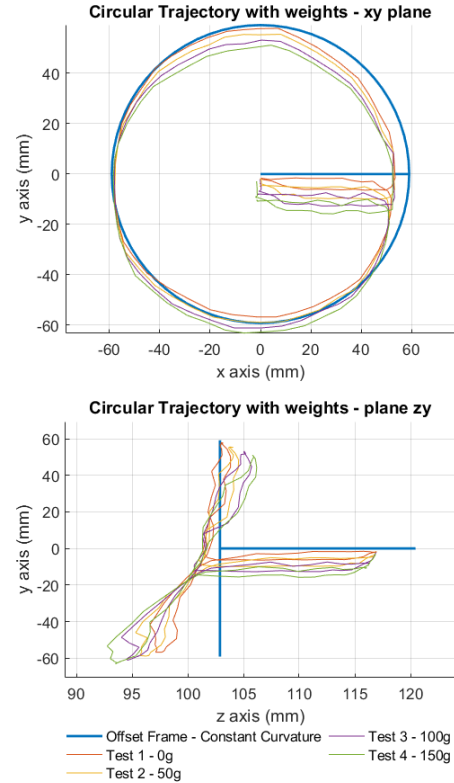 Circular Trajectory with weights - xy plane
40
20
0
-20
-40
-60
y axis (mm)
-60 -40 -20 0 20 40 60
x axis (mm)
Circular Trajectory with weights - plane zy
60
40
20
0
-20
-40
-60
y axis (mm)
90 95 100 105 110 115 120
z axis (mm)
Offset Frame - Constant Curvature
Test 1 - 0g
Test 2 - 50g
Test 3 - 100g
Test 4 - 150g